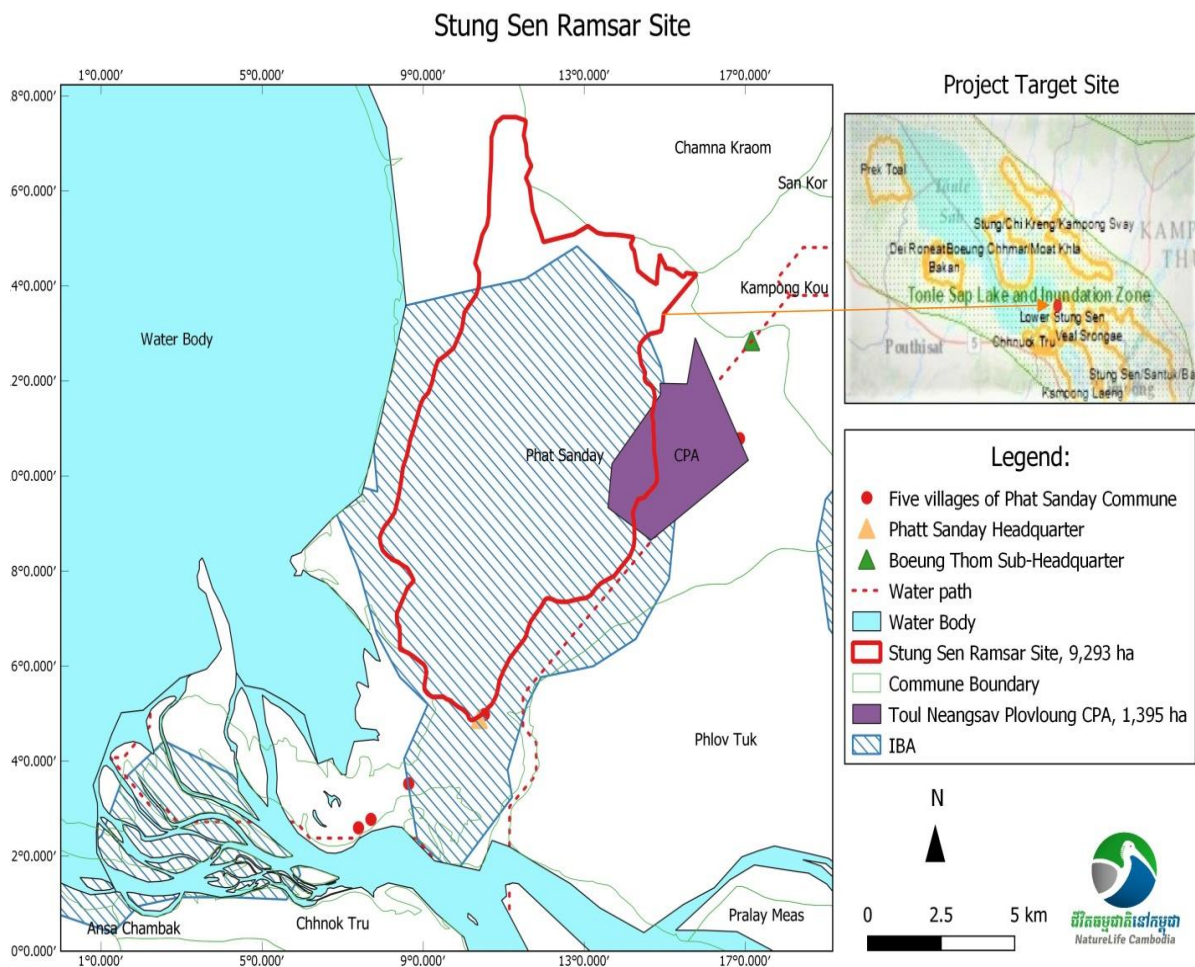 Stung Sen Ramsar Site
1°0.000′ 5°0.000′ 9°0.000′ 13°0.000′ 17°0.000′
8°0.000′
6°0.000′
4°0.000′
2°0.000′
0°0.000′
8°0.000′
6°0.000′
4°0.000′
2°0.000′
0°0.000′
Chamna Kraom
San Kor
Kampong Kou
Water Body
Phat Sanday
CPA
Phlov Tuk
Ansa Chambak
Chhnok Tru
Pralay Meas
1°0.000′ 5°0.000′ 9°0.000′ 13°0.000′ 17°0.000′
Project Target Site
Prek Toal
Tonle
Sab
Stung/Chi Kreng/Kampong Svay
KAMP
THU
Dei Roneat Boeung Chhmar/Moat Khla
Bakan
Tonle Sap Lake and Inundation Zone
Lower Stung Sen
Chhnuck Tru Veal Srongae
Pouthisat
5
Stung Sen/Santuk/Ba
Kampong Laeng
Legend:
Five villages of Phat Sanday Commune
Phatt Sanday Headquarter
Boeung Thom Sub-Headquarter
Water path
Water Body
Stung Sen Ramsar Site, 9,293 ha
Commune Boundary
Toul Neangsav Plovloung CPA, 1,395 ha
IBA
N
0 2.5 5 km
ជីវិតធម្មជាតិនៅកម្ពុជា
NatureLife Cambodia